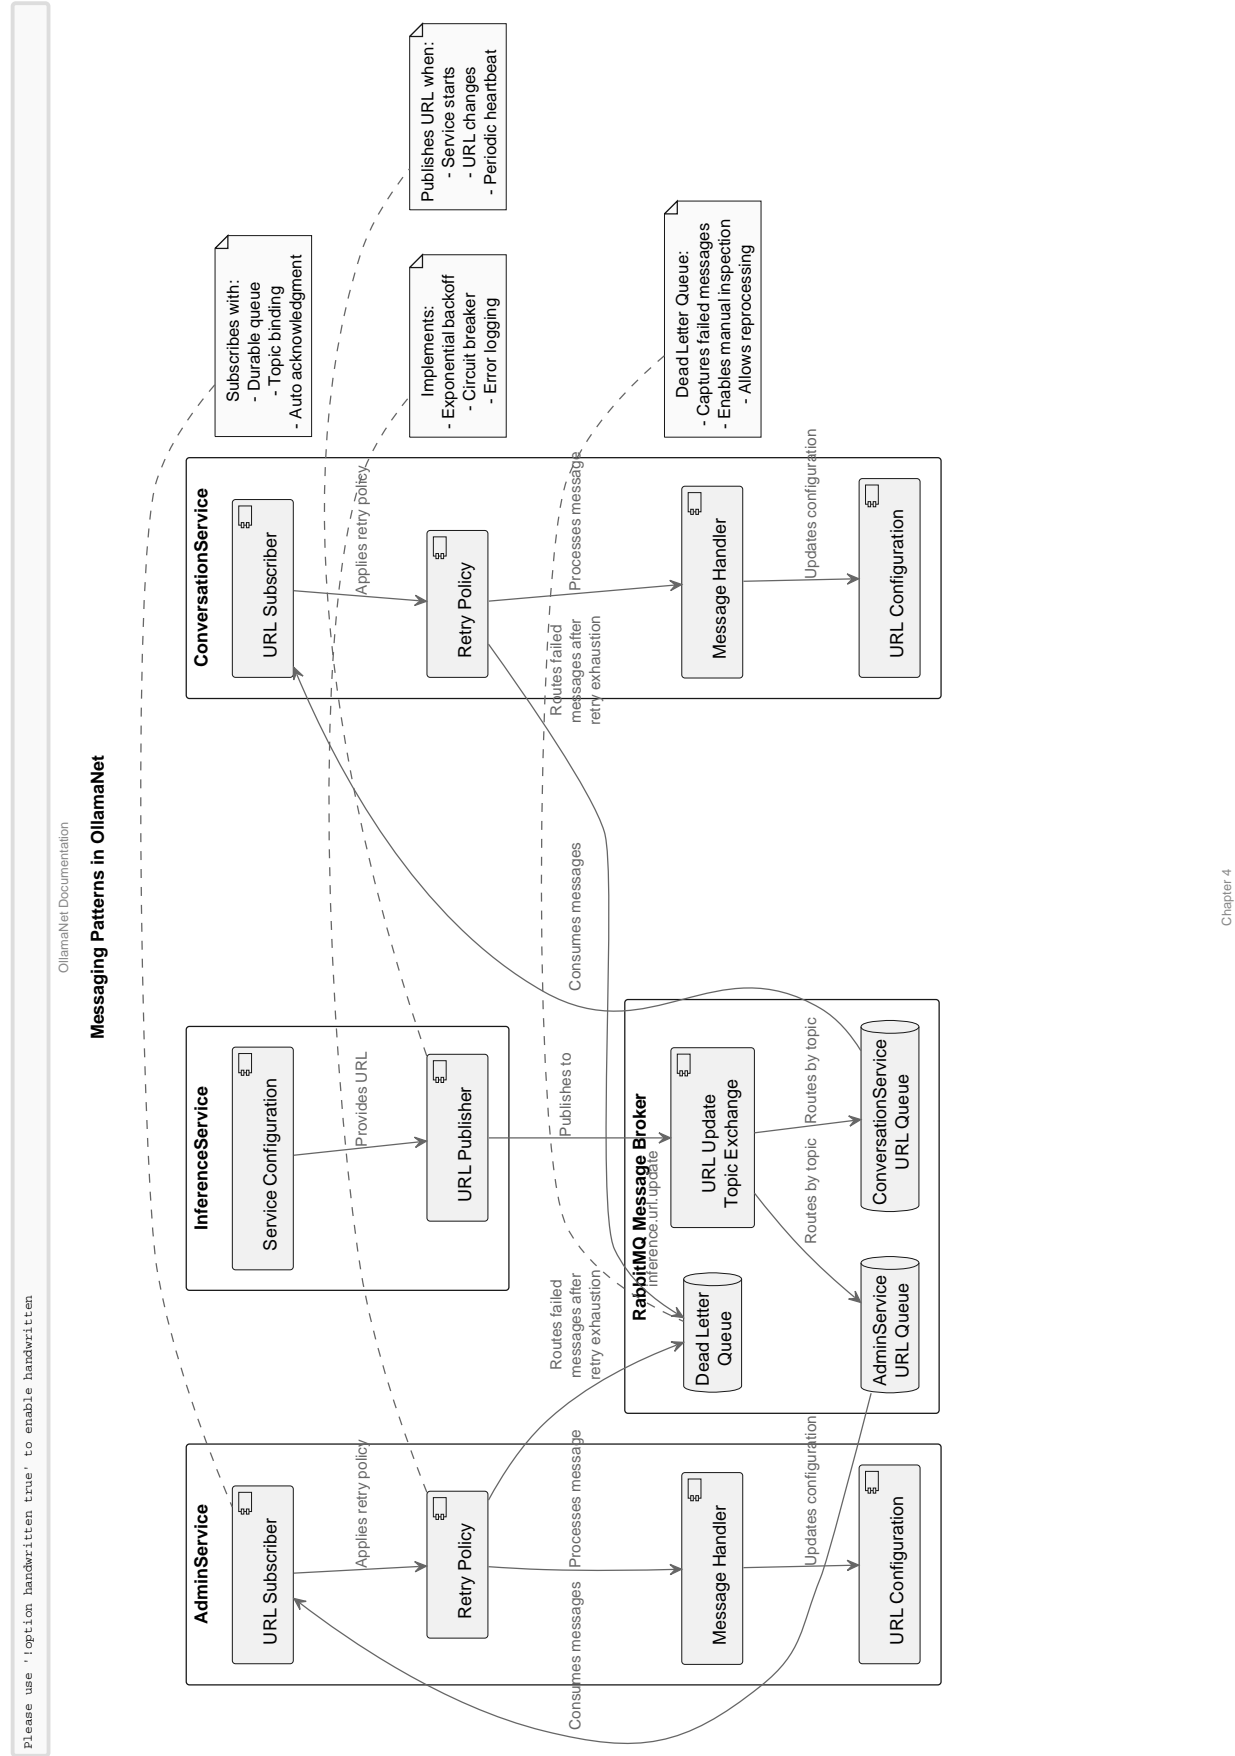 Please use '!option handwritten true' to enable handwritten
OllamaNet Documentation
Messaging Patterns in OllamaNet
AdminService
URL Subscriber
Applies retry policy
Retry Policy
Consumes messages
Processes message
Routes failed
messages after
retry exhaustion
Message Handler
Updates configuration
URL Configuration
InferenceService
Service Configuration
Provides URL
URL Publisher
Publishes to
inference.url.update
RabbitMQ Message Broker
Dead Letter
Queue
URL Update
Topic Exchange
Routes by topic
Routes by topic
AdminService
URL Queue
ConversationService
URL Queue
Consumes messages
ConversationService
URL Subscriber
Applies retry policy
Retry Policy
Processes message
Routes failed
messages after
retry exhaustion
Message Handler
Updates configuration
URL Configuration
Subscribes with:
- Durable queue
- Topic binding
- Auto acknowledgment
Implements:
- Exponential backoff
- Circuit breaker
- Error logging
Publishes URL when:
- Service starts
- URL changes
- Periodic heartbeat
Dead Letter Queue:
- Captures failed messages
- Enables manual inspection
- Allows reprocessing
Chapter 4